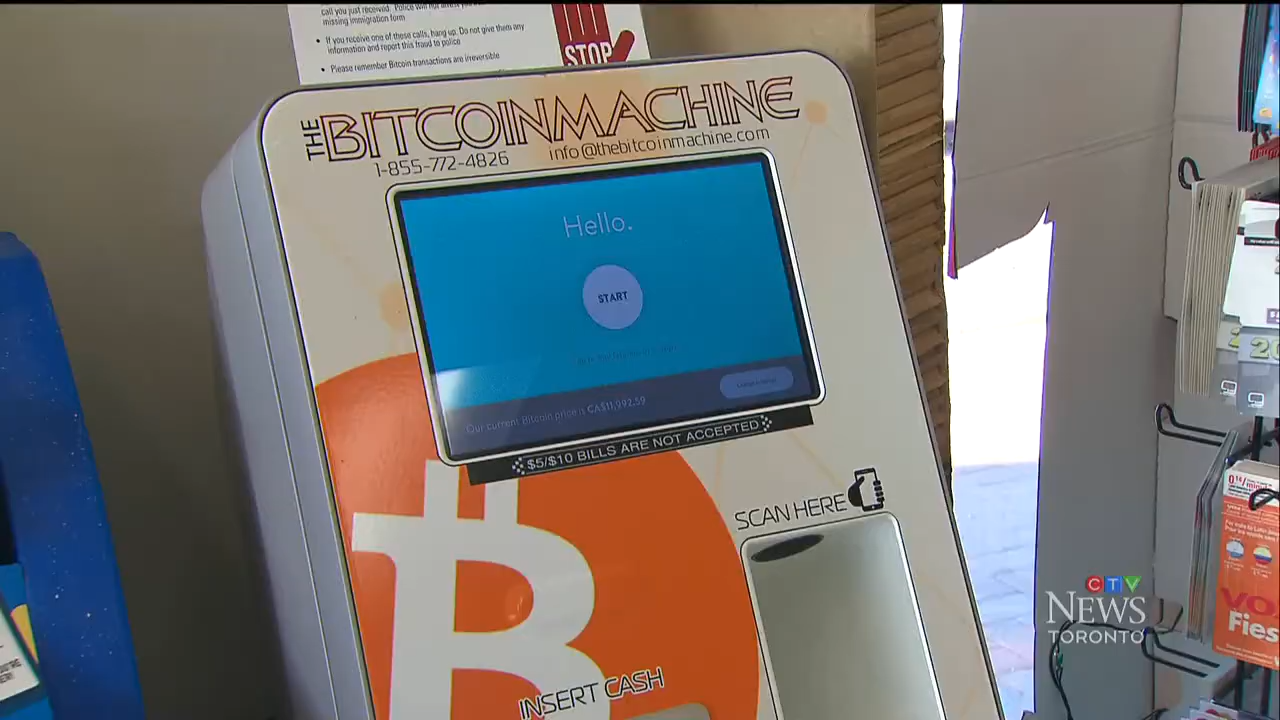 call you just received. Police will not
missing immigration form
• If you receive one of these calls, hang up. Do not give them any
information and report this fraud to police
• Please remember Bitcoin transactions are irreversible
STOP
THE BITCOINMACHINE
1-855-772-4826 info@thebitcoinmachine.com
Hello.
START
Our current Bitcoin price is CA$11,992.59
$5/$10 BILLS ARE NOT ACCEPTED
SCAN HERE
INSERT CASH
CTV
NEWS
TORONTO
20
Fies